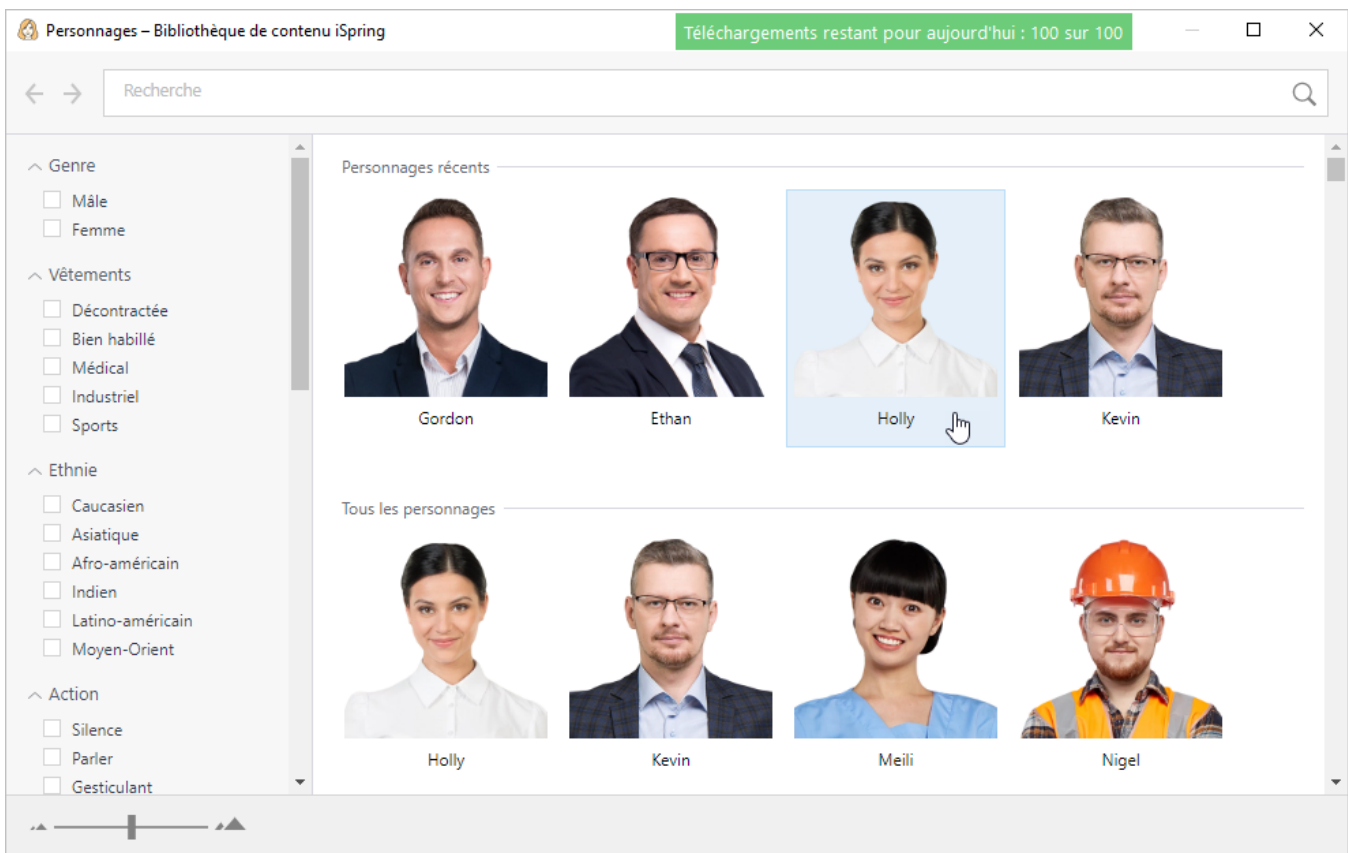 Personnages – Bibliothèque de contenu iSpring
Téléchargements restant pour aujourd'hui : 100 sur 100
Recherche
Genre
Mâle
Femme
Vêtements
Décontractée
Bien habillé
Médical
Industriel
Sports
Ethnie
Caucasien
Asiatique
Afro-américain
Indien
Latino-américain
Moyen-Orient
Action
Silence
Parler
Gesticulant
Personnages récents
Gordon
Ethan
Holly
Kevin
Tous les personnages
Holly
Kevin
Meili
Nigel